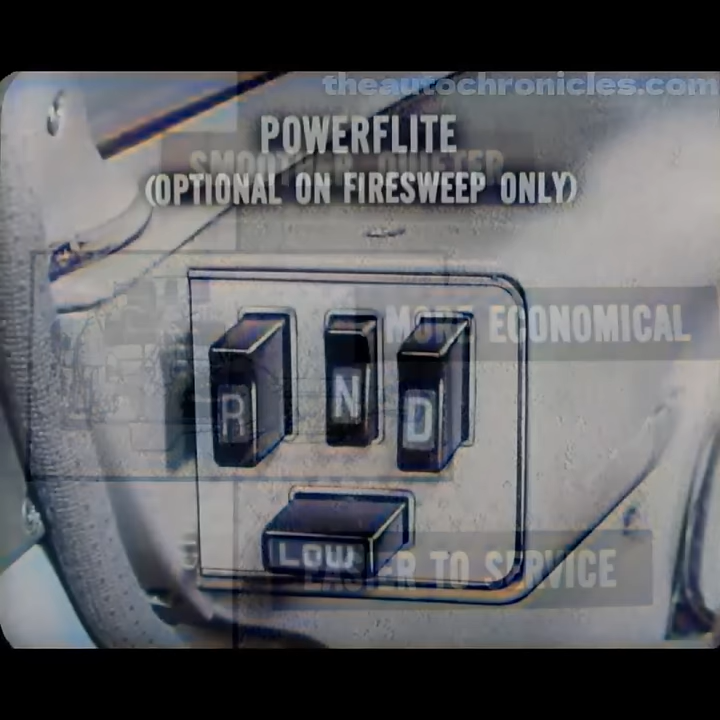 theautochronicles.com
POWERFLITE
SMOOTHER, QUIETER
(OPTIONAL ON FIRESWEEP ONLY)
MORE ECONOMICAL
R N D
LOW
EASIER TO SERVICE